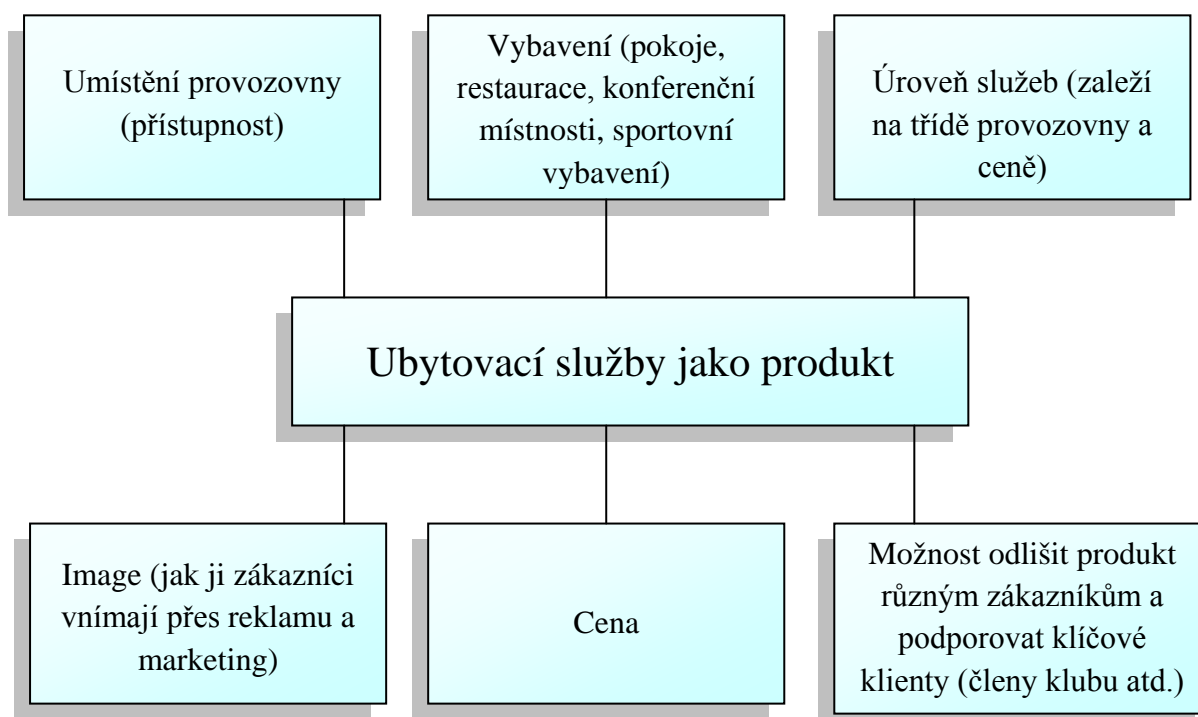 Umístění provozovny
(přístupnost)
Vybavení (pokoje,
restaurace, konferenční
místnosti, sportovní
vybavení)
Úroveň služeb (zaleží
na třídě provozovny a
ceně)
Ubytovací služby jako produkt
Image (jak ji zákazníci
vnímají přes reklamu a
marketing)
Cena
Možnost odlišit produkt
různým zákazníkům a
podporovat klíčové
klienty (členy klubu atd.)